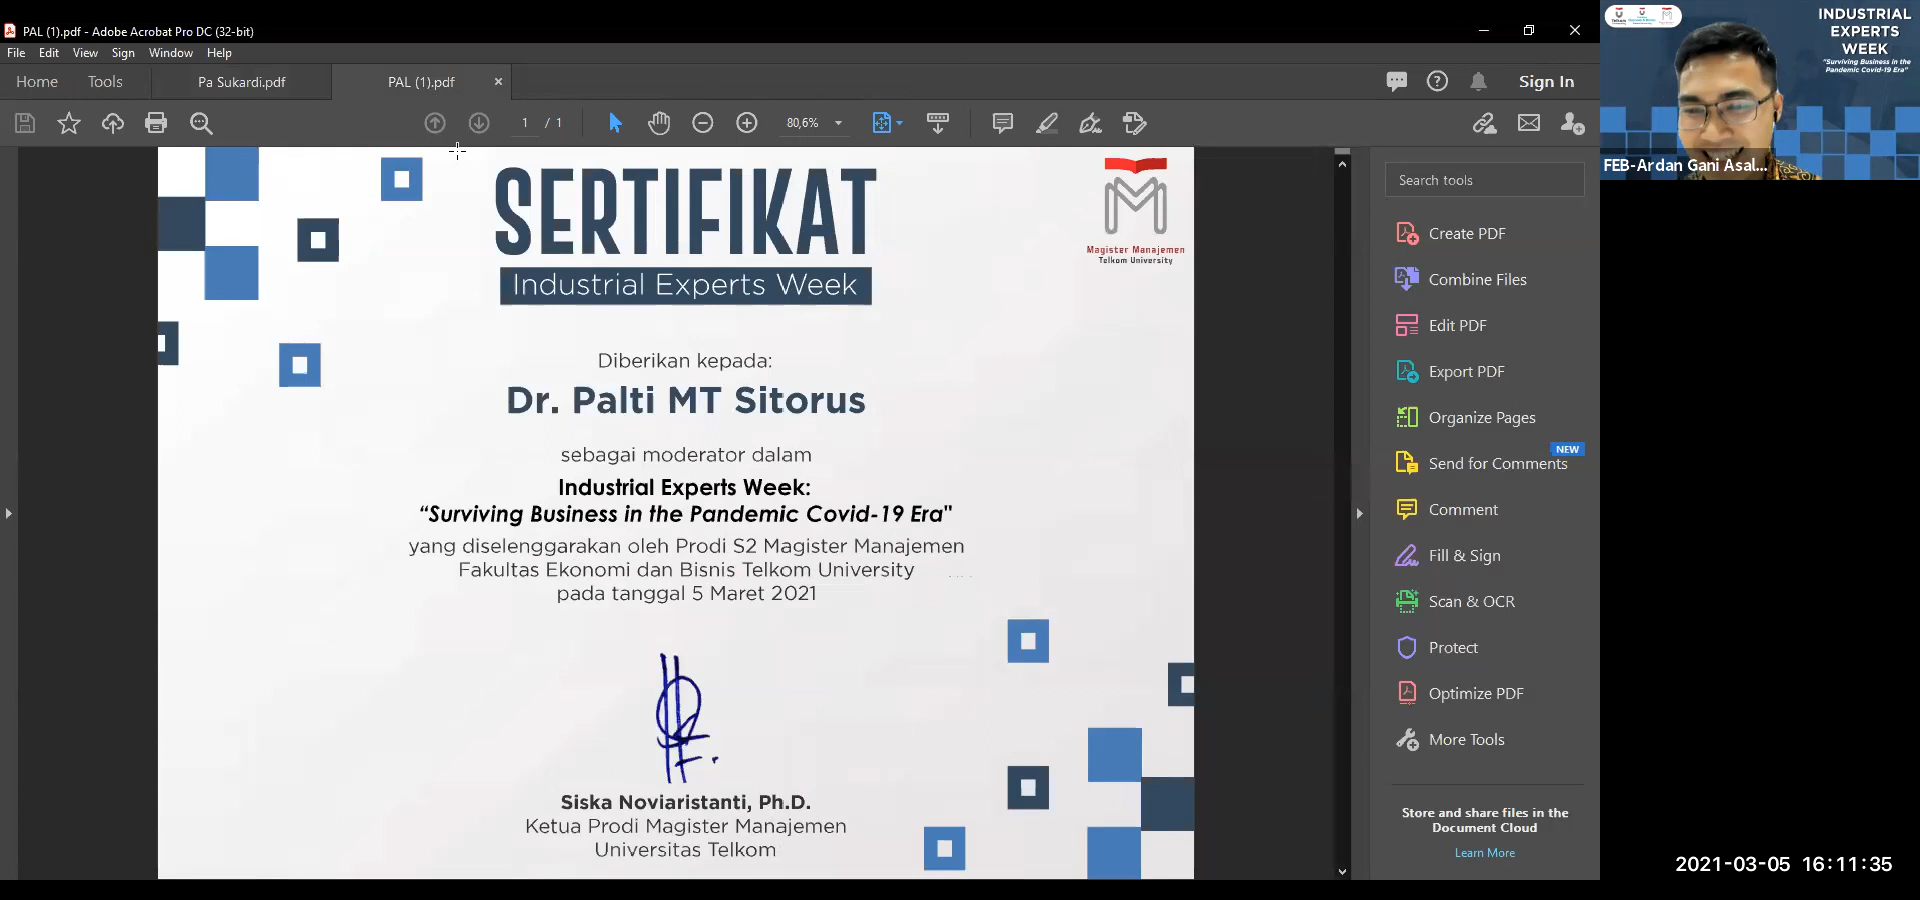 PAL (1).pdf - Adobe Acrobat Pro DC (32-bit)
File Edit View Sign Window Help
Home Tools Pa Sukardi.pdf PAL (1).pdf × Sign In
1 / 1 80,6%
SERTIFIKAT
Industrial Experts Week
Magister Manajemen
Telkom University
Diberikan kepada:
Dr. Palti MT Sitorus
sebagai moderator dalam
Industrial Experts Week:
“Surviving Business in the Pandemic Covid-19 Era"
yang diselenggarakan oleh Prodi S2 Magister Manajemen
Fakultas Ekonomi dan Bisnis Telkom University
pada tanggal 5 Maret 2021
Siska Noviaristanti, Ph.D.
Ketua Prodi Magister Manajemen
Universitas Telkom
Search tools
Create PDF
Combine Files
Edit PDF
Export PDF
Organize Pages
NEW
Send for Comments
Comment
Fill & Sign
Scan & OCR
Protect
Optimize PDF
More Tools
Store and share files in the
Document Cloud
Learn More
INDUSTRIAL
EXPERTS
WEEK
“Surviving Business in the
Pandemic Covid-19 Era”
FEB-Ardan Gani Asal...
2021-03-05 16:11:35